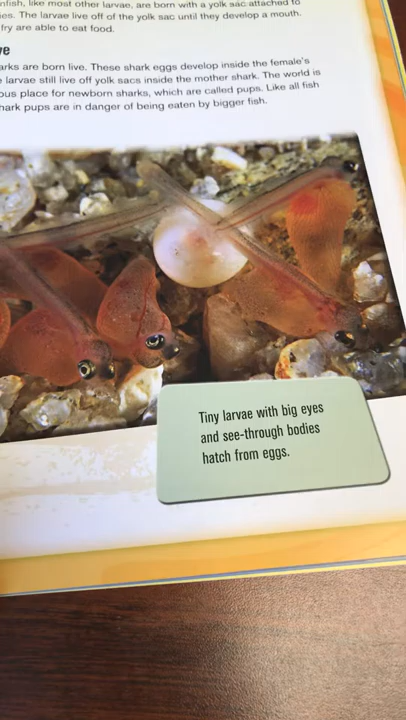 nfish, like most other larvae, are born with a yolk sac attached to
ies. The larvae live off of the yolk sac until they develop a mouth.
fry are able to eat food.
ve
arks are born live. These shark eggs develop inside the female's
e larvae still live off yolk sacs inside the mother shark. The world is
ous place for newborn sharks, which are called pups. Like all fish
hark pups are in danger of being eaten by bigger fish.
Tiny larvae with big eyes
and see-through bodies
hatch from eggs.